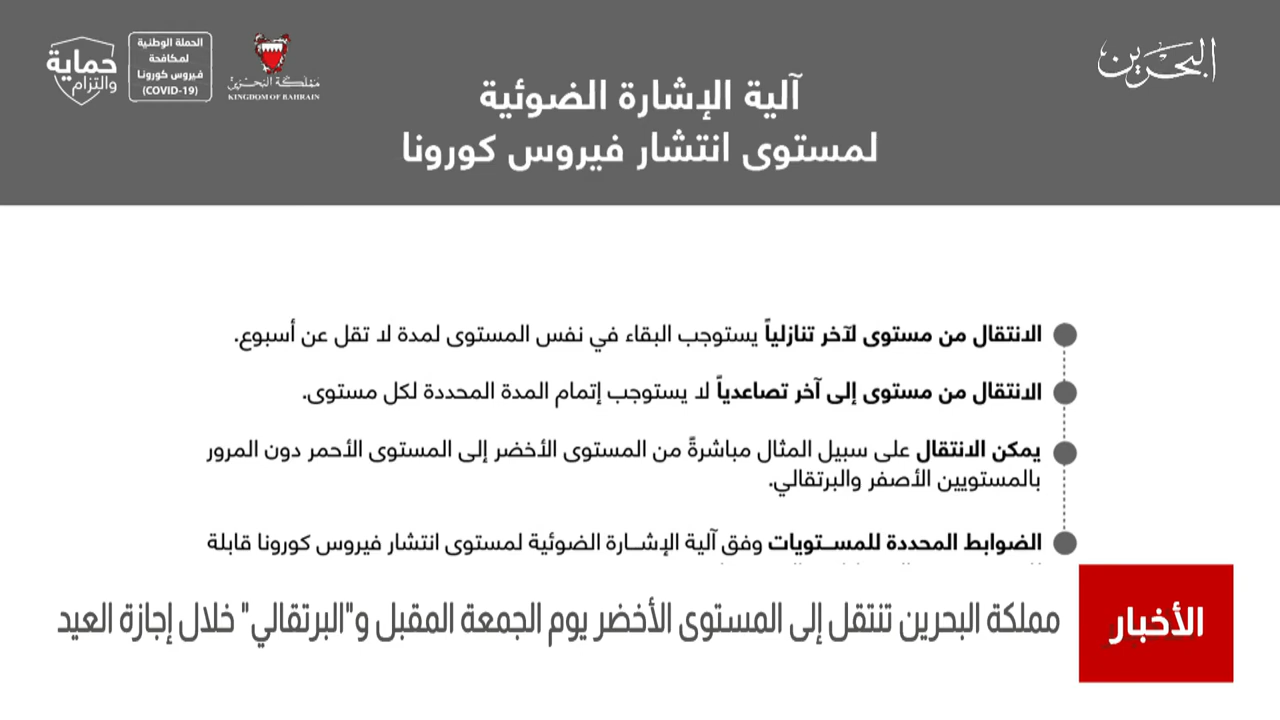 حماية
والتزام
الحملة الوطنية
لمكافحة
فيروس كورونا
(COVID-19)
مملكة البحرين
KINGDOM OF BAHRAIN
البحرين
آلية الإشارة الضوئية
لمستوى انتشار فيروس كورونا
الانتقال من مستوى لآخر تنازلياً يستوجب البقاء في نفس المستوى لمدة لا تقل عن أسبوع.
الانتقال من مستوى إلى آخر تصاعدياً لا يستوجب إتمام المدة المحددة لكل مستوى.
يمكن الانتقال على سبيل المثال مباشرةً من المستوى الأخضر إلى المستوى الأحمر دون المرور
بالمستويين الأصفر والبرتقالي.
الضوابط المحددة للمستويات وفق آلية الإشارة الضوئية لمستوى انتشار فيروس كورونا قابلة
الأخبار
مملكة البحرين تنتقل إلى المستوى الأخضر يوم الجمعة المقبل و"البرتقالي" خلال إجازة العيد